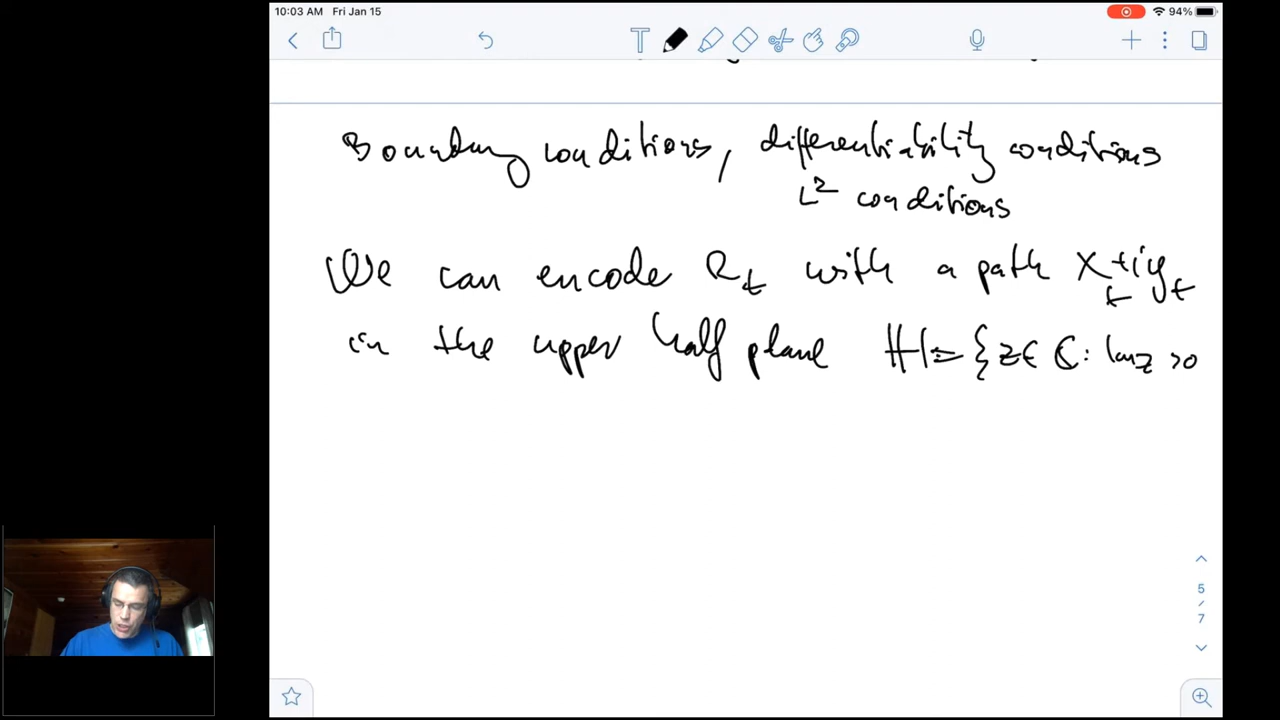 10:03 AM Fri Jan 15
94%
Boundary conditions, differentiability conditions
L² conditions
We can encode R_t with a path x_t+iy_t
in the upper half plane ℍ = {z∈ ℂ: Im z >0
5
/
7